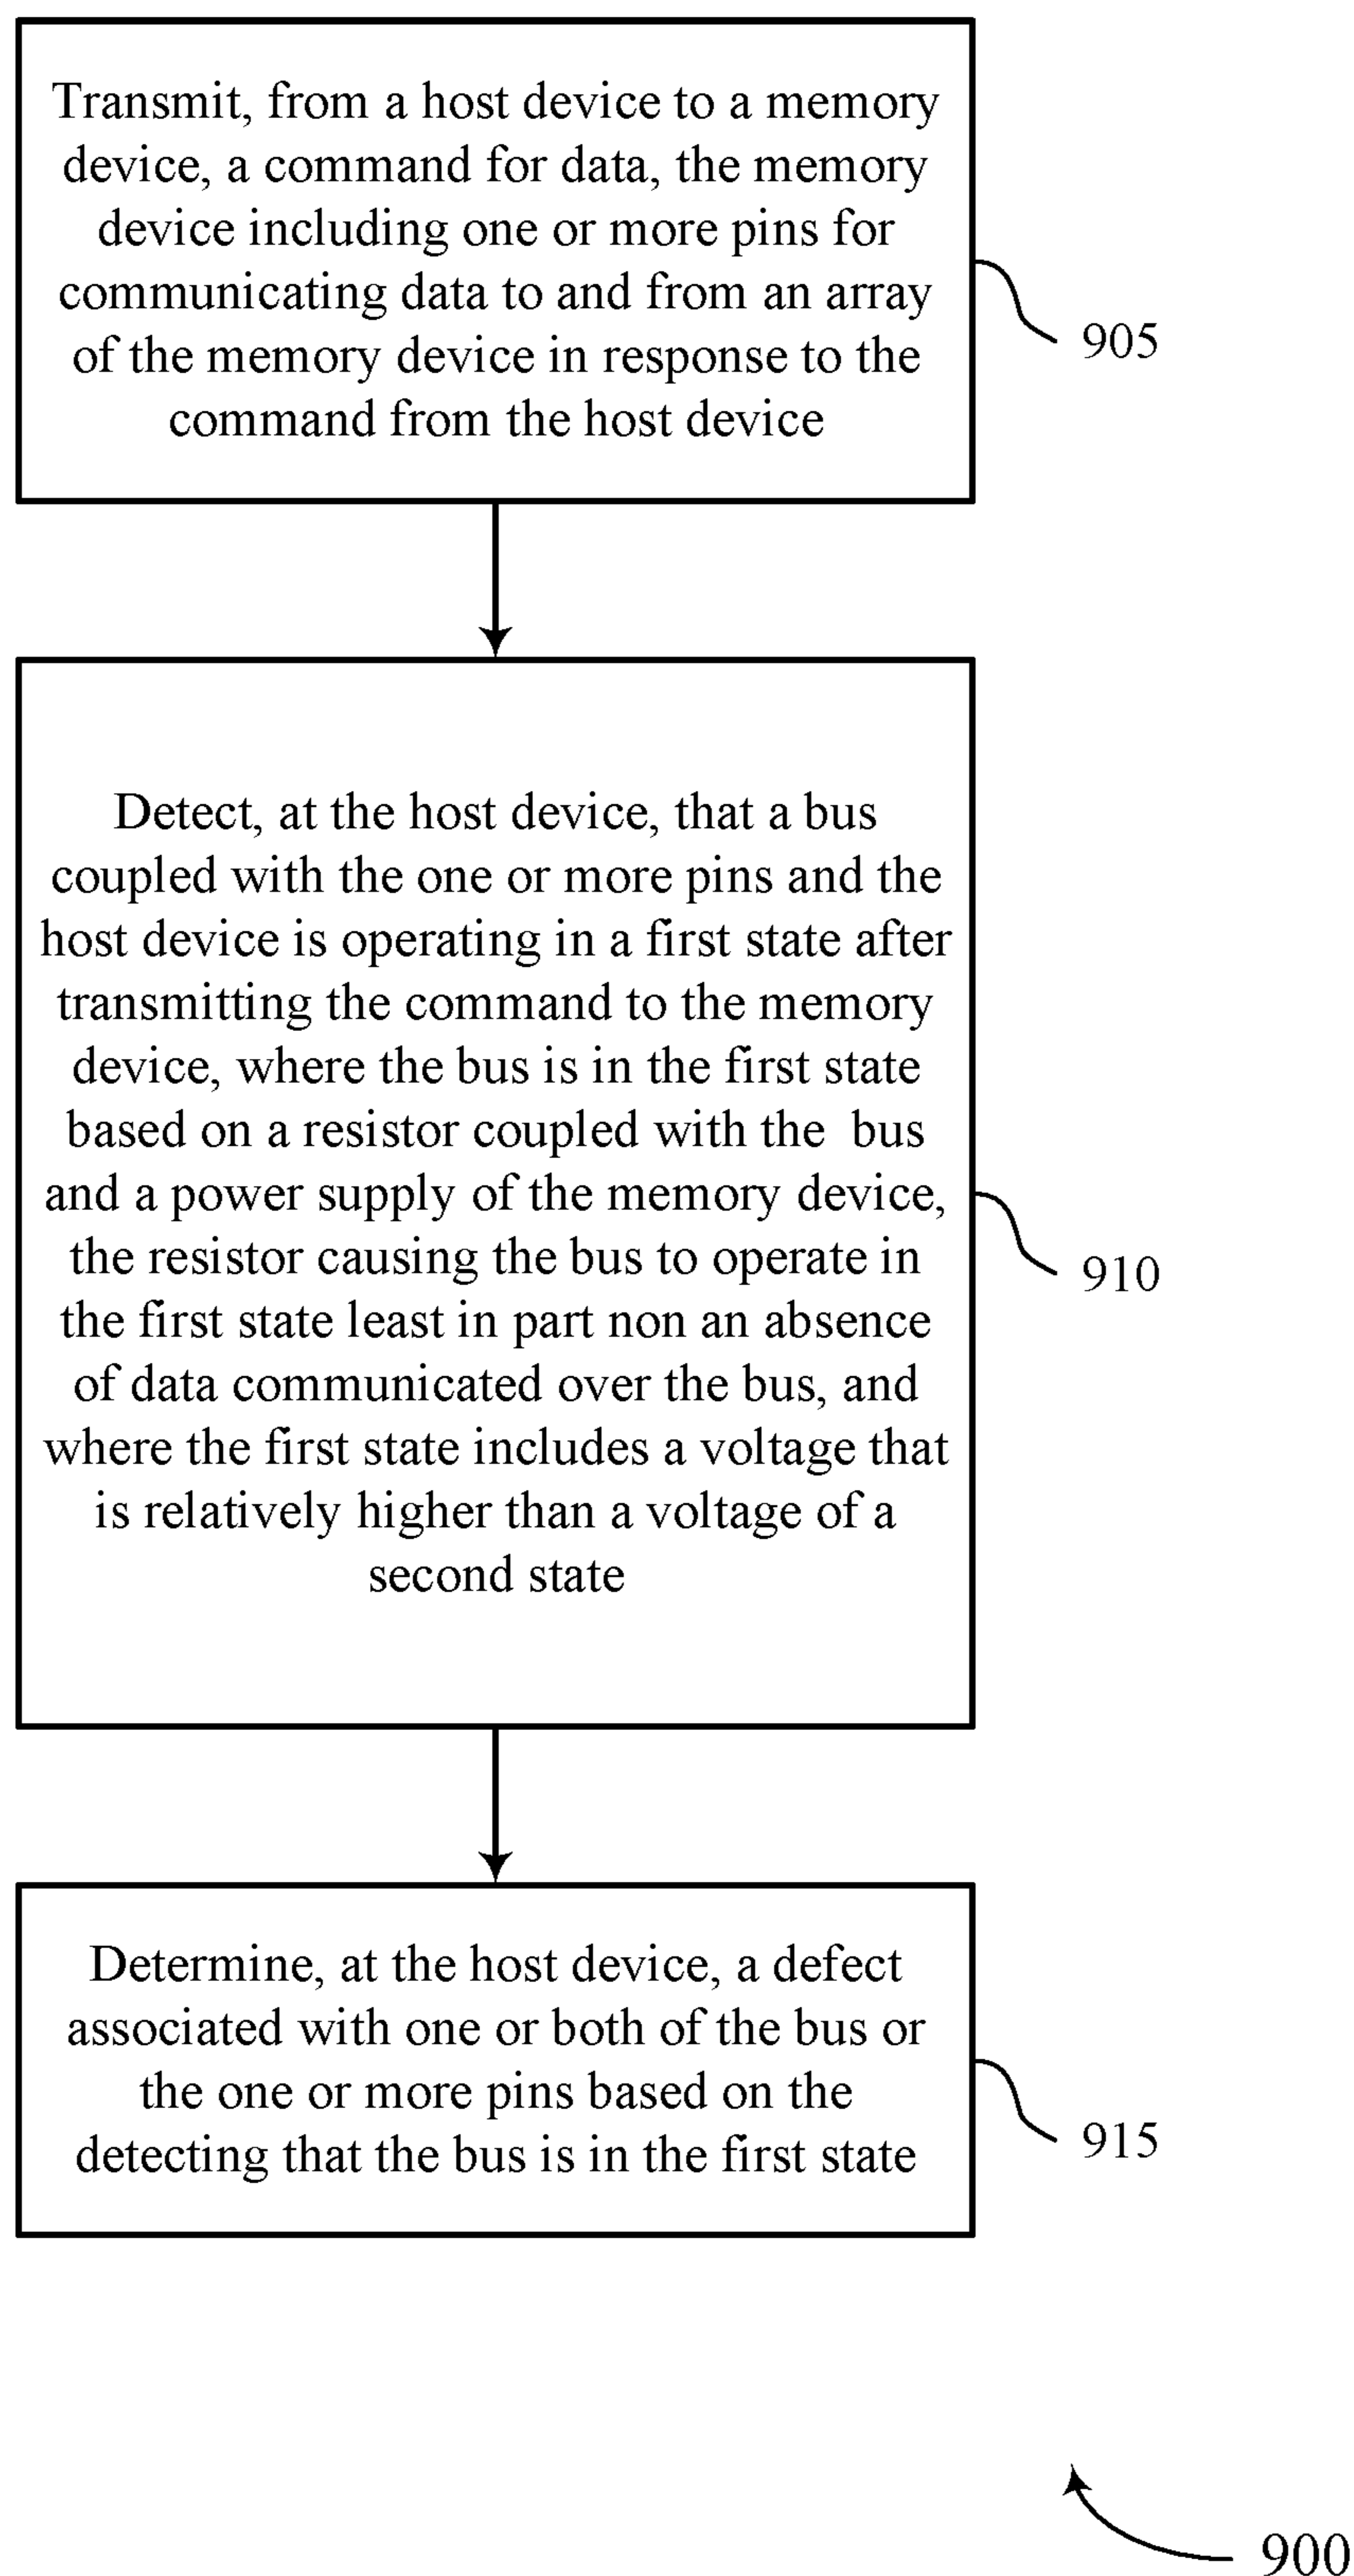 Transmit, from a host device to a memory
device, a command for data, the memory
device including one or more pins for
communicating data to and from an array
of the memory device in response to the
command from the host device
905
Detect, at the host device, that a bus
coupled with the one or more pins and the
host device is operating in a first state after
transmitting the command to the memory
device, where the bus is in the first state
based on a resistor coupled with the  bus
and a power supply of the memory device,
the resistor causing the bus to operate in
the first state least in part non an absence
of data communicated over the bus, and
where the first state includes a voltage that
is relatively higher than a voltage of a
second state
910
Determine, at the host device, a defect
associated with one or both of the bus or
the one or more pins based on the
detecting that the bus is in the first state
915
900